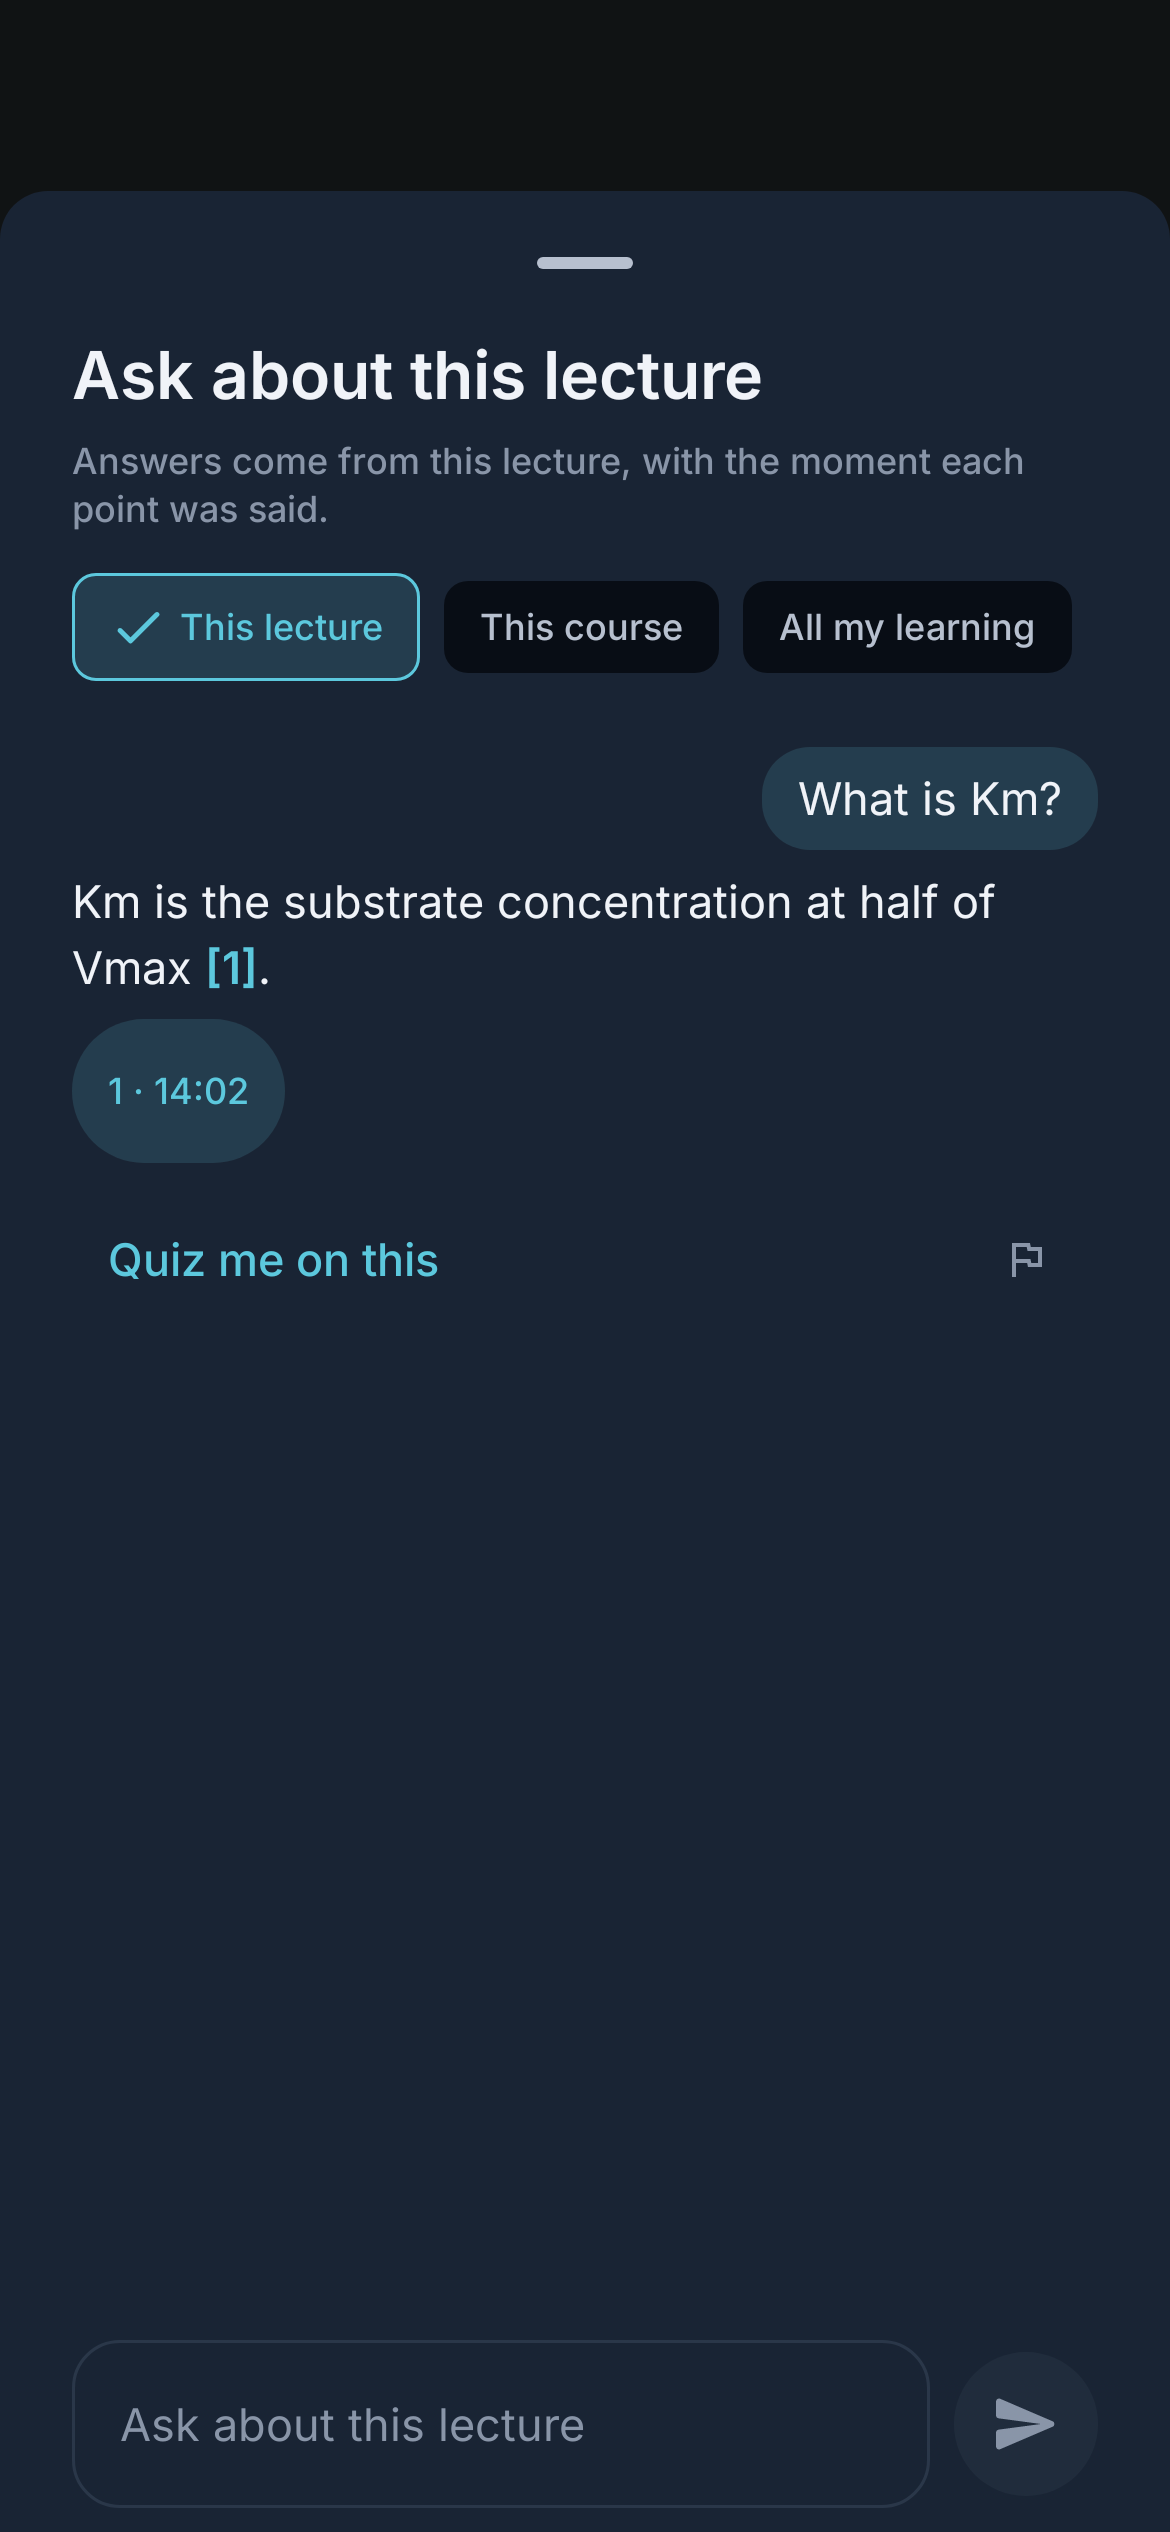 Ask about this lecture
Answers come from this lecture, with the moment each
point was said.
This lecture
This course
All my learning
What is Km?
Km is the substrate concentration at half of
Vmax [1].
1 · 14:02
Quiz me on this
Ask about this lecture